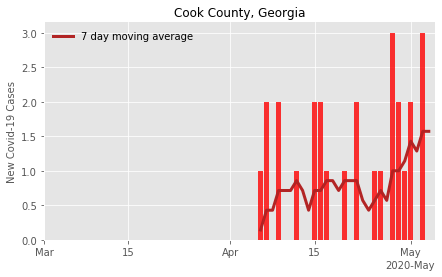 Cook County, Georgia
7 day moving average
New Covid-19 Cases
3.0
2.5
2.0
1.5
1.0
0.5
0.0
Mar
15
Apr
15
May
2020-May